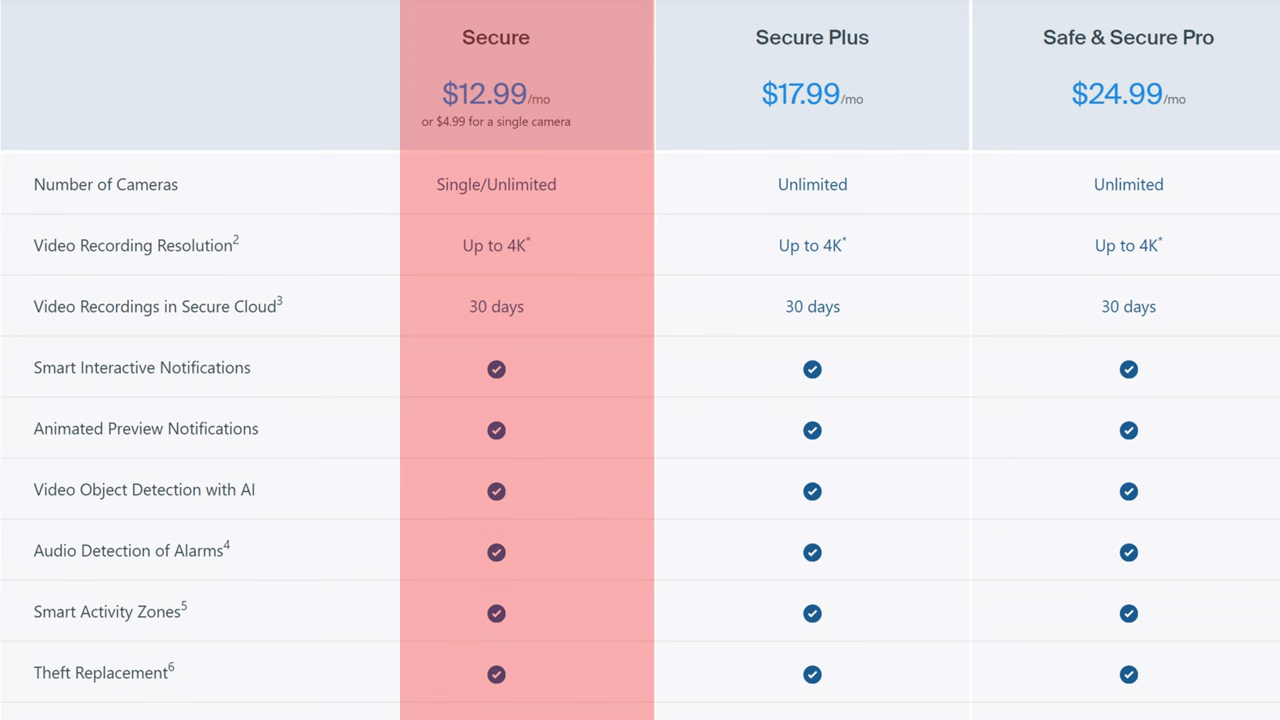 Secure
Secure Plus
Safe & Secure Pro
$12.99/mo
$17.99/mo
$24.99/mo
or $4.99 for a single camera
Number of Cameras
Single/Unlimited
Unlimited
Unlimited
Video Recording Resolution2
Up to 4K*
Up to 4K*
Up to 4K*
Video Recordings in Secure Cloud3
30 days
30 days
30 days
Smart Interactive Notifications
Animated Preview Notifications
Video Object Detection with AI
Audio Detection of Alarms4
Smart Activity Zones5
Theft Replacement6